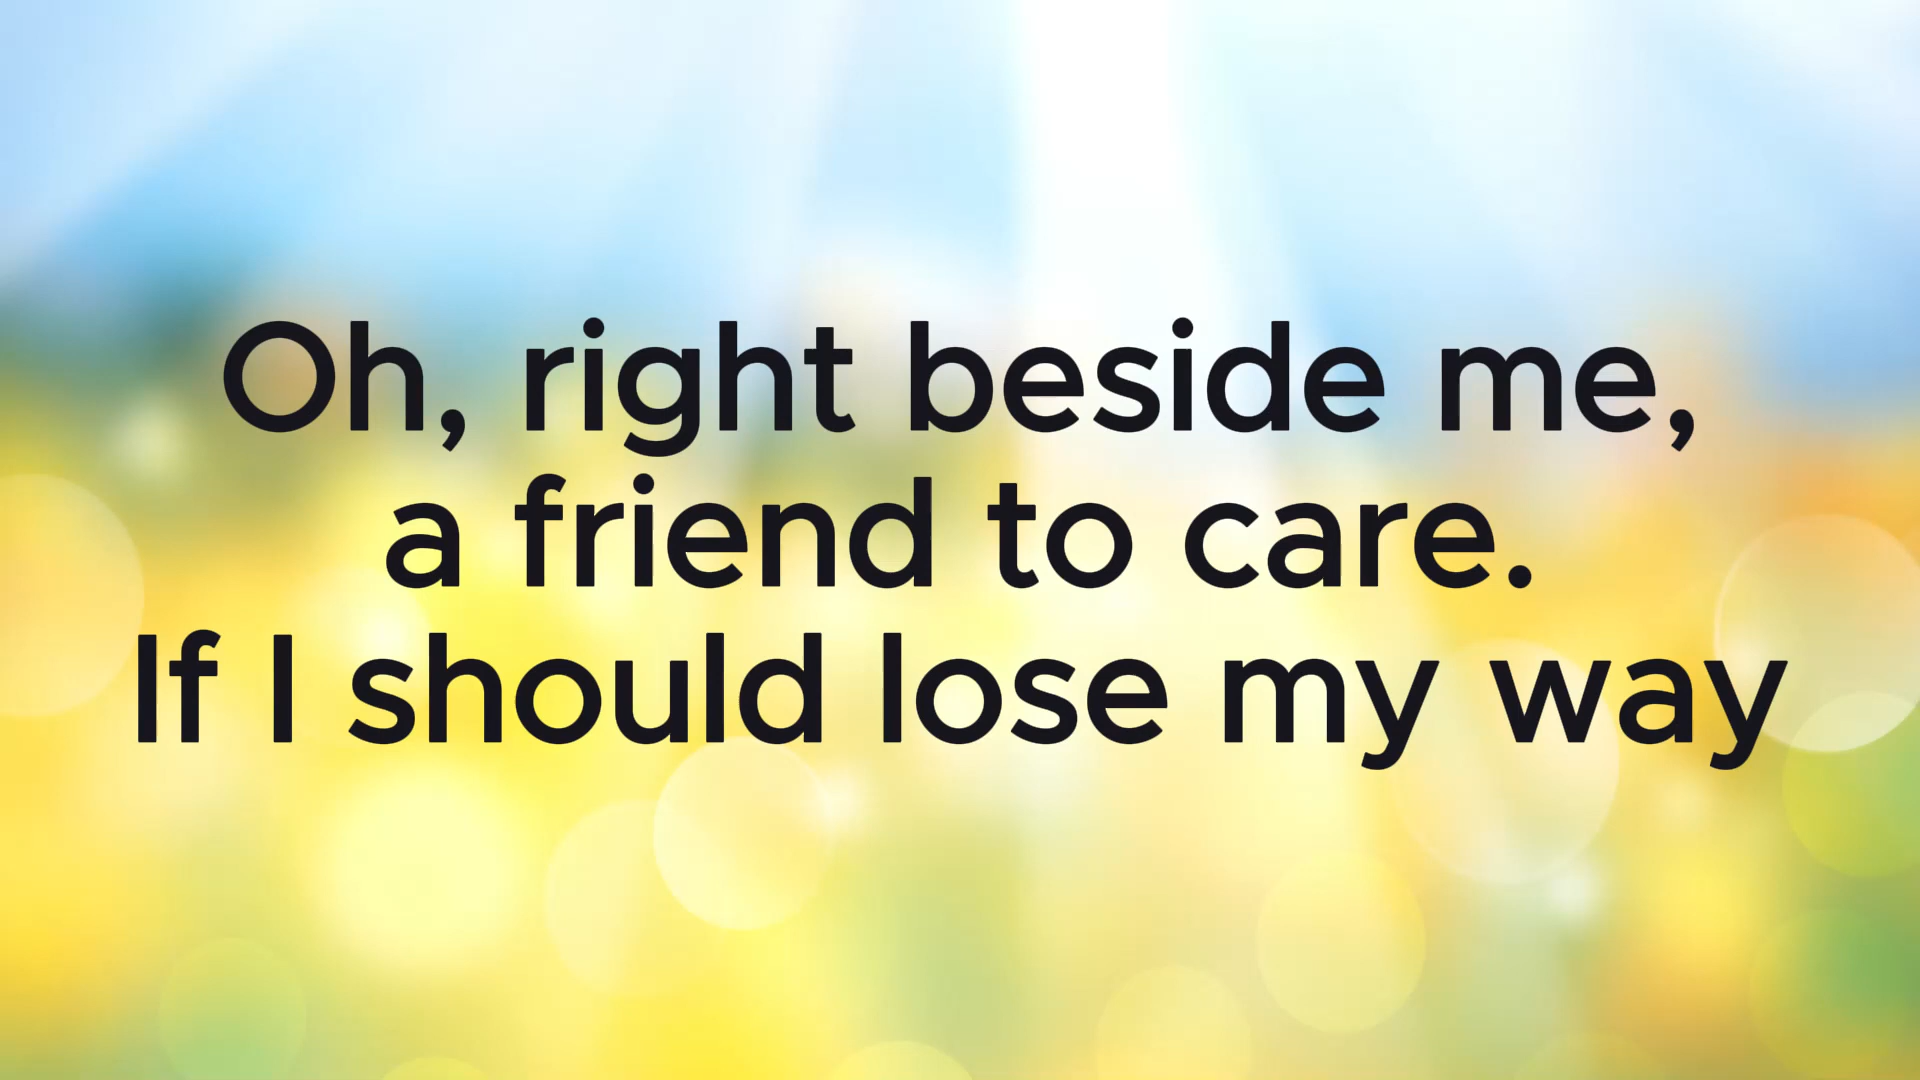 Oh, right beside me,
a friend to care.
If I should lose my way